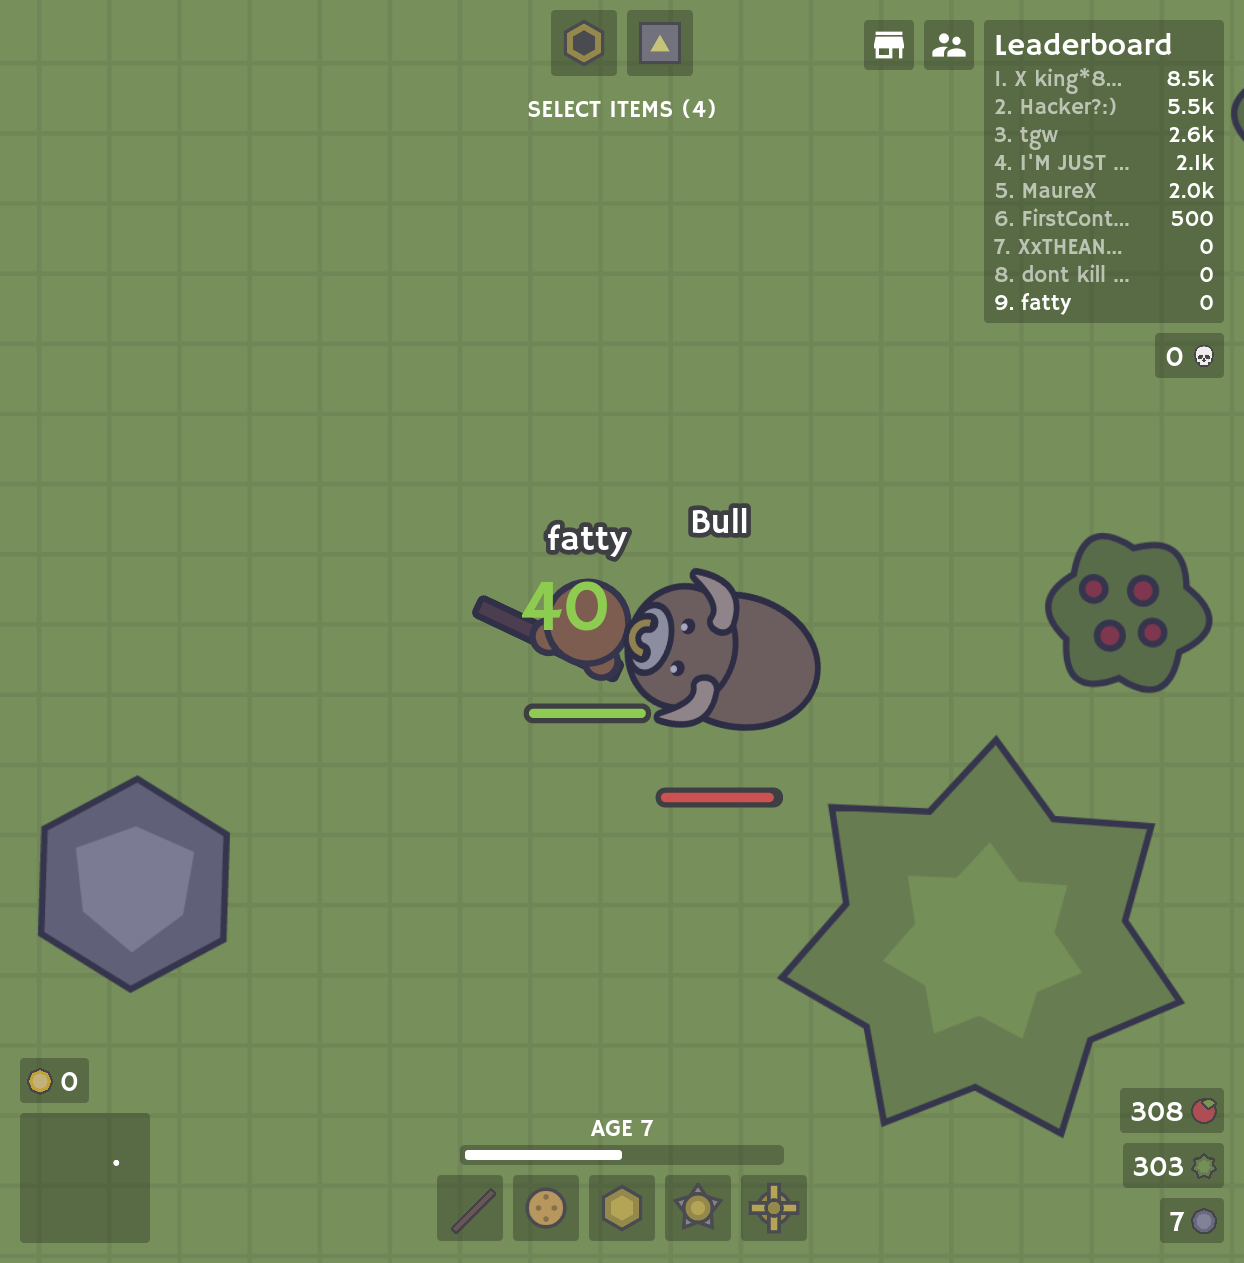 SELECT ITEMS (4)
Leaderboard
1. X king*8... 8.5k
2. Hacker?:) 5.5k
3. tgw 2.6k
4. I'M JUST ... 2.1k
5. MaureX 2.0k
6. FirstCont... 500
7. XxTHEAN... 0
8. dont kill ... 0
9. fatty 0
0
Bull
fatty
40
0
308
AGE 7
303
7